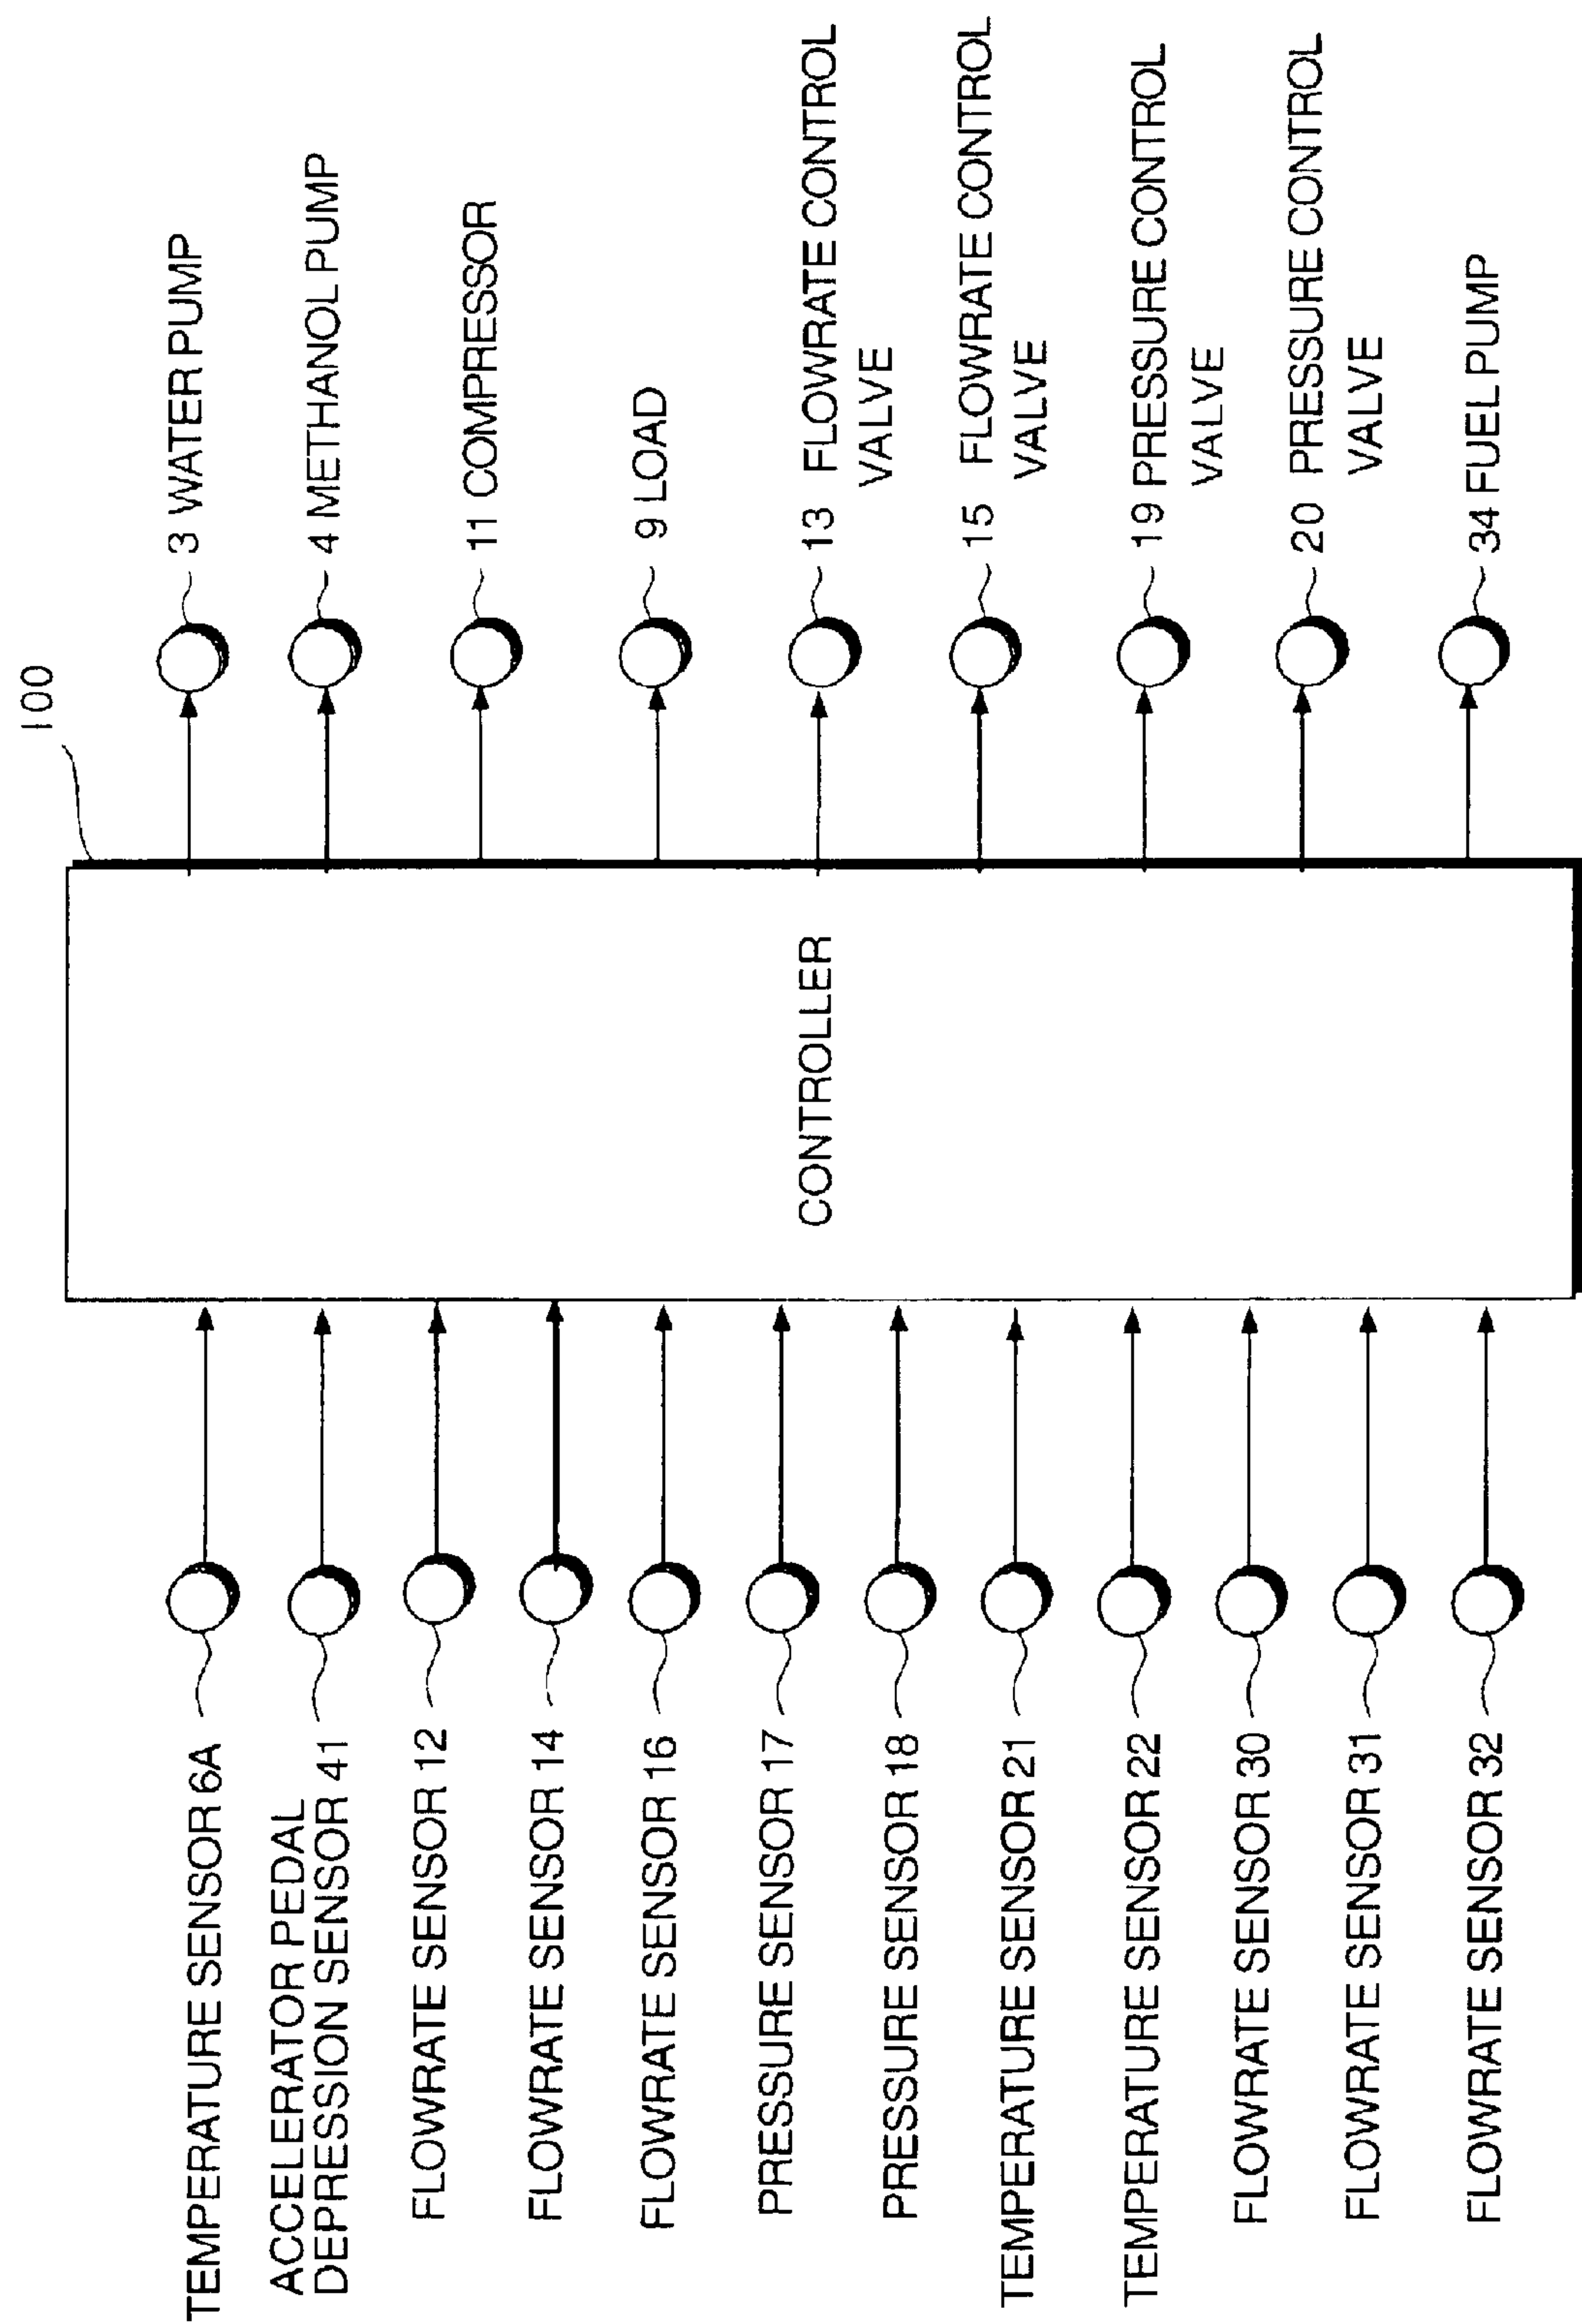 100
TEMPERATURE SENSOR 6A
ACCELERATOR PEDAL
DEPRESSION SENSOR 41
FLOWRATE SENSOR 12
FLOWRATE SENSOR 14
FLOWRATE SENSOR 16
PRESSURE SENSOR 17
PRESSURE SENSOR 18
TEMPERATURE SENSOR 21
TEMPERATURE SENSOR 22
FLOWRATE SENSOR 30
FLOWRATE SENSOR 31
FLOWRATE SENSOR 32
CONTROLLER
3 WATER PUMP
4 METHANOL PUMP
11 COMPRESSOR
9 LOAD
13 FLOWRATE CONTROL
VALVE
15 FLOWRATE CONTROL
VALVE
19 PRESSURE CONTROL
VALVE
20 PRESSURE CONTROL
VALVE
34 FUEL PUMP